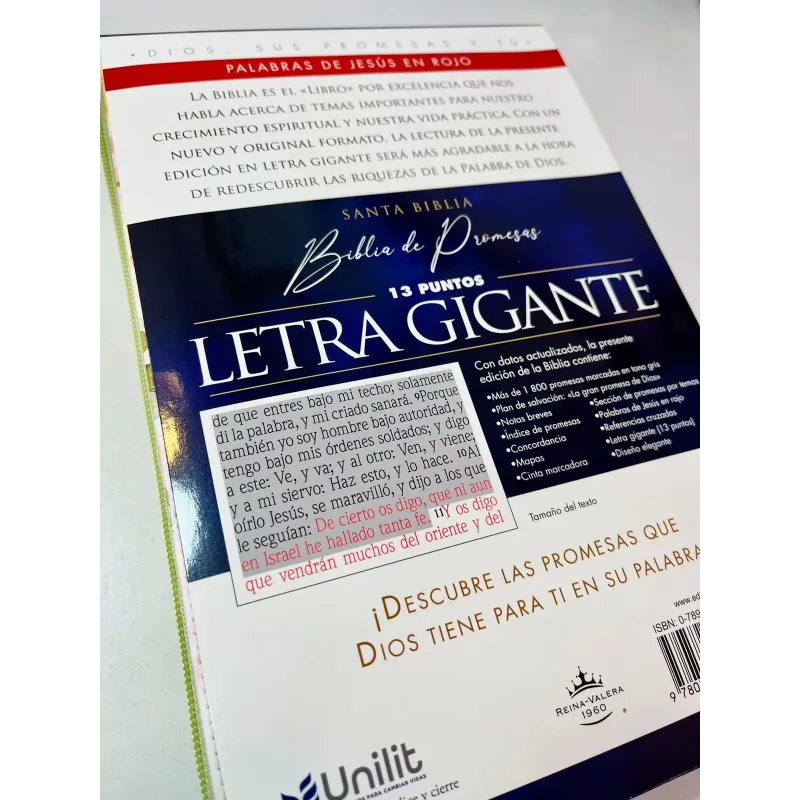 •DIOS, SUS PROMESAS Y TÚ•
PALABRAS DE JESÚS EN ROJO
LA BIBLIA ES EL «LIBRO» POR EXCELENCIA QUE NOS
HABLA ACERCA DE TEMAS IMPORTANTES PARA NUESTRO
CRECIMIENTO ESPIRITUAL Y NUESTRA VIDA PRÁCTICA. CON UN
NUEVO Y ORIGINAL FORMATO. LA LECTURA DE LA PRESENTE
EDICIÓN EN LETRA GIGANTE SERÁ MÁS AGRADABLE A LA HORA
DE REDESCUBRIR LAS RIQUEZAS DE LA PALABRA DE DIOS.
SANTA BIBLIA
Biblia de Promesas
13 PUNTOS
LETRA GIGANTE
de que entres bajo mi techo; solamente
di la palabra, y mi criado sanará. 9Porque
también yo soy hombre bajo autoridad, y
tengo bajo mis órdenes soldados; y digo
a este: Ve, y va; y al otro: Ven, y viene;
y a mi siervo: Haz esto, y lo hace. 10Al
oírlo Jesús, se maravilló, y dijo a los que
le seguían: De cierto os digo, que ni aun
en Israel he hallado tanta fe. 11Y os digo
que vendrán muchos del oriente y del
Con datos actualizados, la presente
edición de la Biblia contiene:
•Más de 1 800 promesas marcadas en tono gris
•Plan de salvación: «La gran promesa de Dios»
•Notas breves
•Índice de promesas
•Concordancia
•Mapas
•Cinta marcadora
•Sección de promesas por temas
•Palabras de Jesús en rojo
•Referencias cruzadas
•Letra gigante (13 puntos)
•Diseño elegante
Tamaño del texto
¡DESCUBRE LAS PROMESAS QUE
DIOS TIENE PARA TI EN SU PALABRA
www.ed
ISBN: 0-789
9 780
REINA-VALERA
1960
®
Unilit
PARA CAMBIAR VIDAS
y cierre